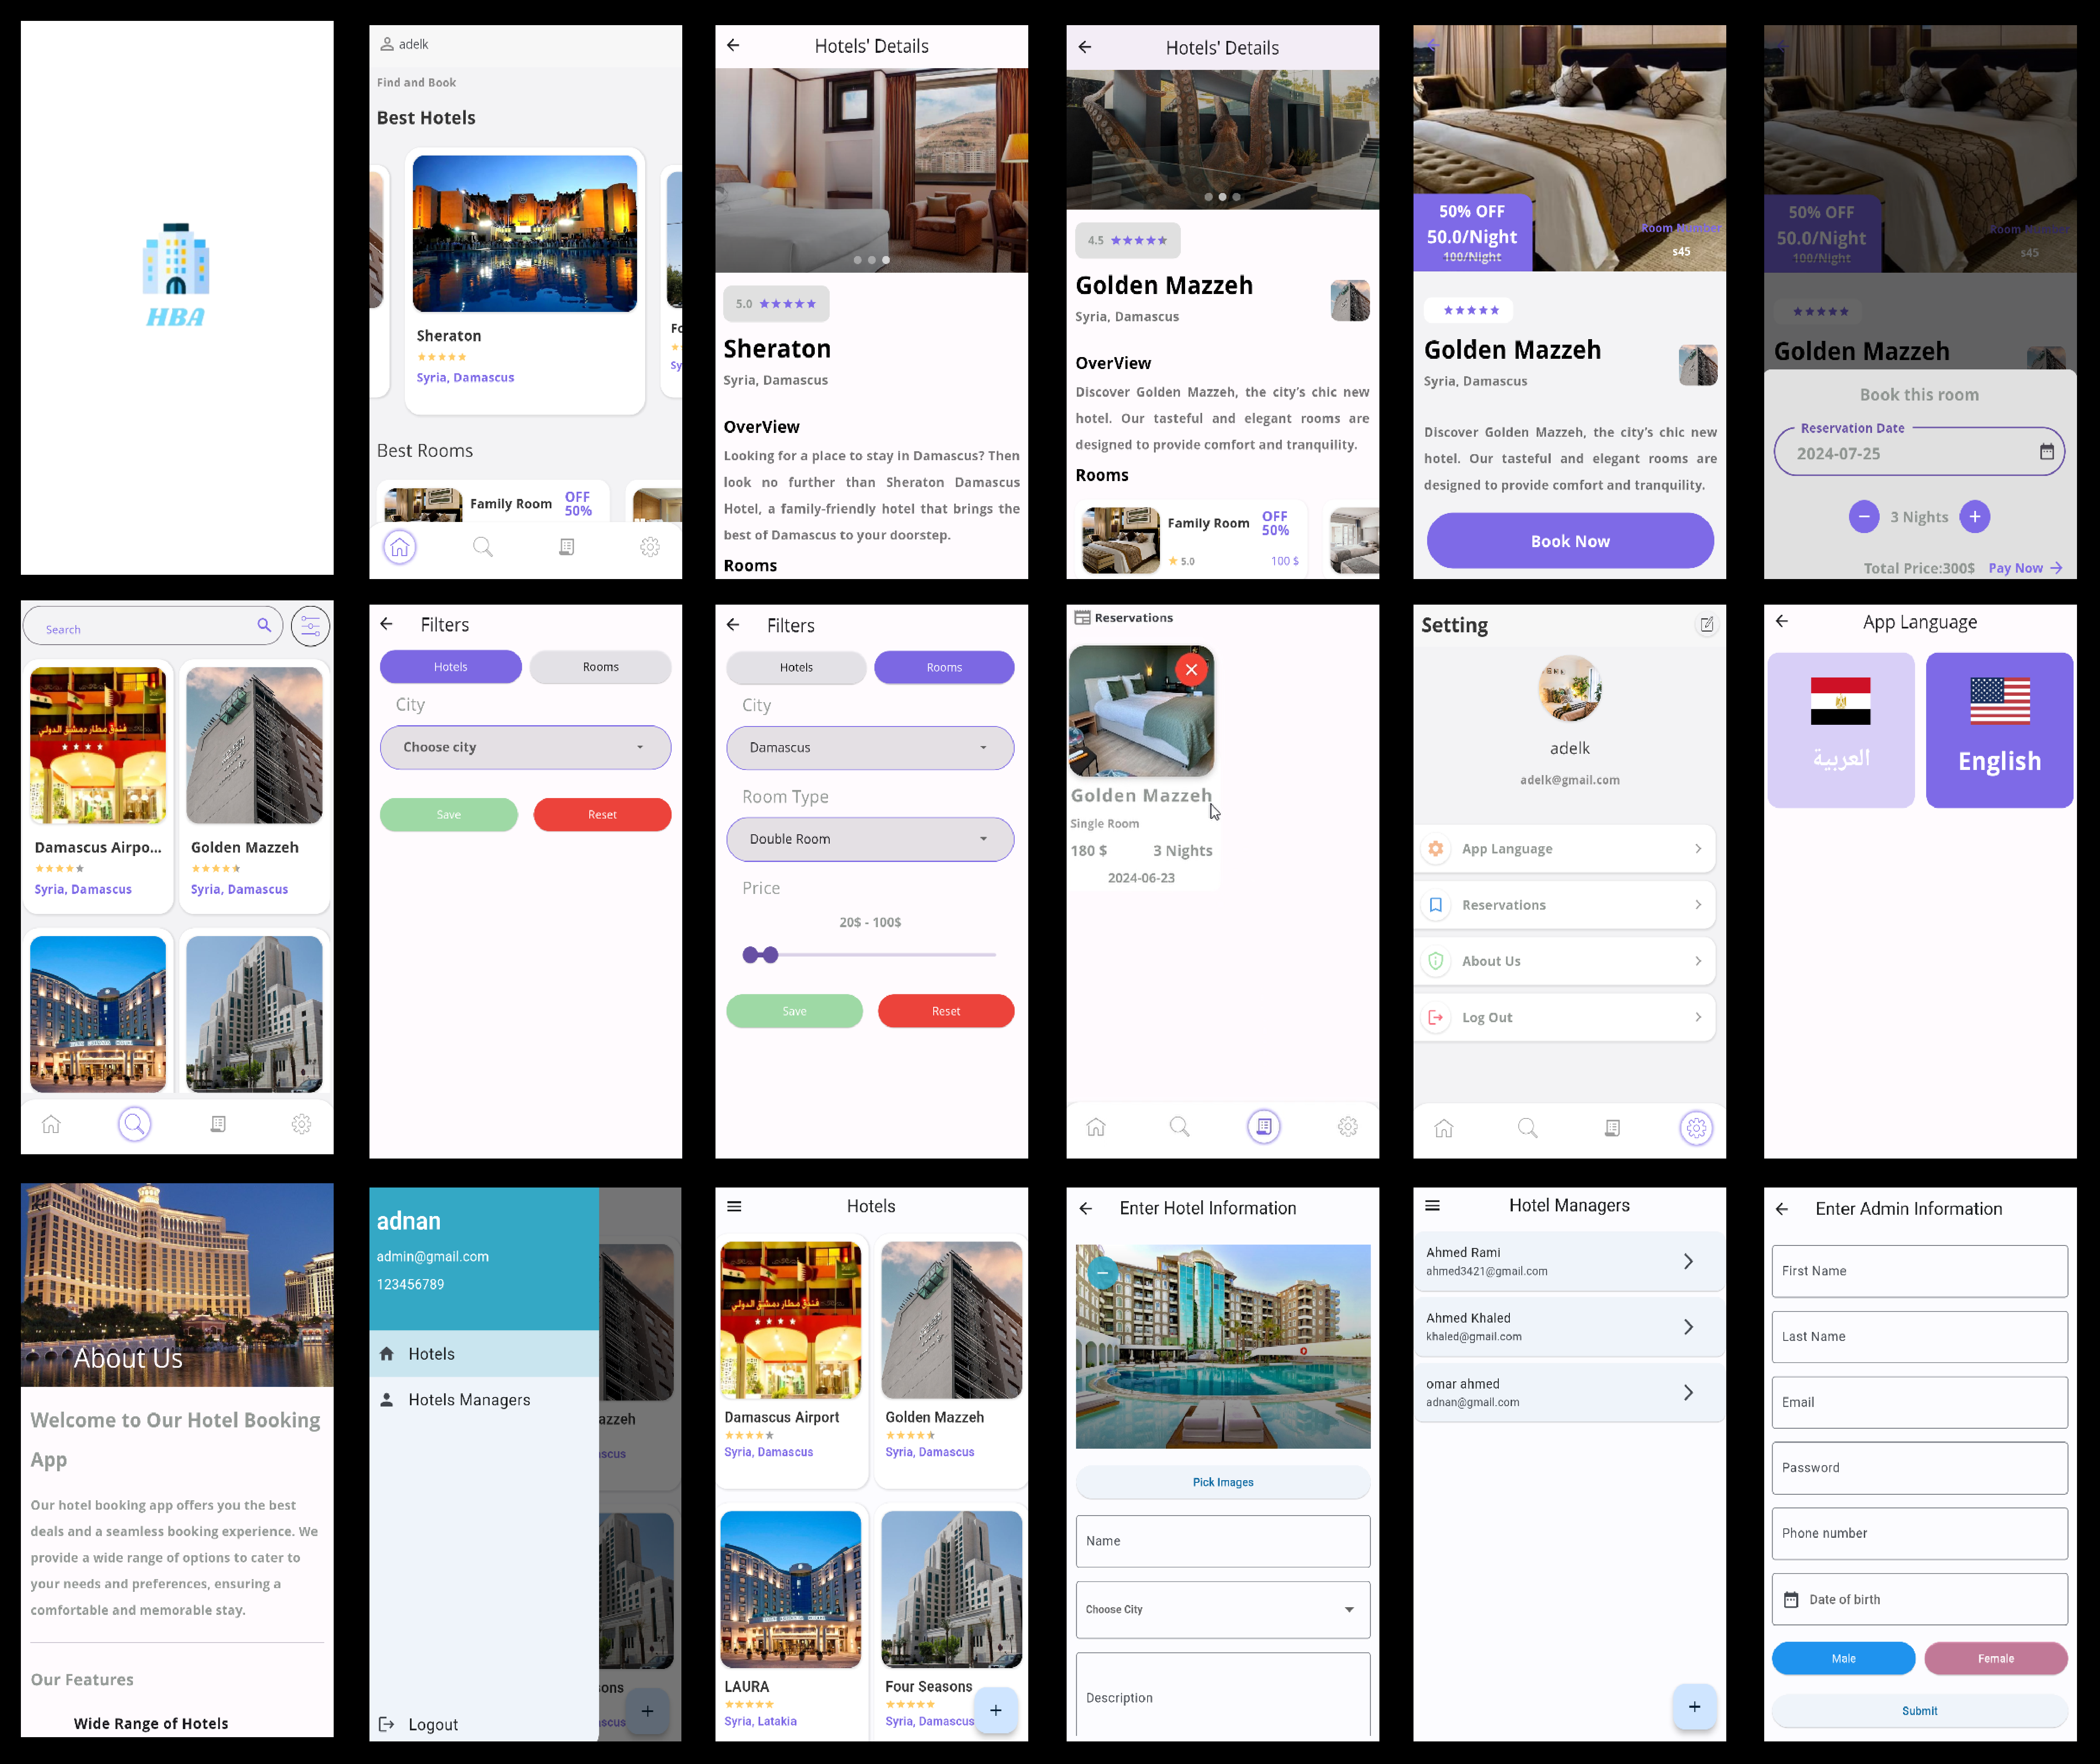 HBA
adelk
Find and Book
Best Hotels
Sheraton
Syria, Damascus
Fo
Sy
Best Rooms
Family Room
OFF
50%
Hotels' Details
5.0
Sheraton
Syria, Damascus
OverView
Looking for a place to stay in Damascus? Then
look no further than Sheraton Damascus
Hotel, a family-friendly hotel that brings the
best of Damascus to your doorstep.
Rooms
Hotels' Details
4.5
Golden Mazzeh
Syria, Damascus
OverView
Discover Golden Mazzeh, the city's chic new
hotel. Our tasteful and elegant rooms are
designed to provide comfort and tranquility.
Rooms
Family Room
OFF
50%
5.0
100 $
50% OFF
50.0/Night
100/Night
Room Number
s45
Golden Mazzeh
Syria, Damascus
Discover Golden Mazzeh, the city's chic new
hotel. Our tasteful and elegant rooms are
designed to provide comfort and tranquility.
Book Now
50% OFF
50.0/Night
100/Night
Room Number
s45
Golden Mazzeh
Book this room
Reservation Date
2024-07-25
3 Nights
Total Price:300$ Pay Now
Search
فندق مطار دمشق الدولي
Damascus Airpo...
Syria, Damascus
Golden Mazzeh
Syria, Damascus
Filters
Hotels
Rooms
City
Choose city
Save
Reset
Filters
Hotels
Rooms
City
Damascus
Room Type
Double Room
Price
20$ - 100$
Save
Reset
Reservations
Golden Mazzeh
Single Room
180 $
3 Nights
2024-06-23
Setting
adelk
adelk@gmail.com
App Language
Reservations
About Us
Log Out
App Language
العربية
English
About Us
Welcome to Our Hotel Booking
App
Our hotel booking app offers you the best
deals and a seamless booking experience. We
provide a wide range of options to cater to
your needs and preferences, ensuring a
comfortable and memorable stay.
Our Features
Wide Range of Hotels
adnan
admin@gmail.com
123456789
Hotels
Hotels Managers
azzeh
ascus
ons
ascus
Logout
Hotels
فندق مطار دمشق الدولي
Damascus Airport
Syria, Damascus
Golden Mazzeh
Syria, Damascus
LAURA
Syria, Latakia
Four Seasons
Syria, Damascus
Enter Hotel Information
Pick Images
Name
Choose City
Description
Hotel Managers
Ahmed Rami
ahmed3421@gmail.com
Ahmed Khaled
khaled@gmail.com
omar ahmed
adnan@gmail.com
Enter Admin Information
First Name
Last Name
Email
Password
Phone number
Date of birth
Male
Female
Submit